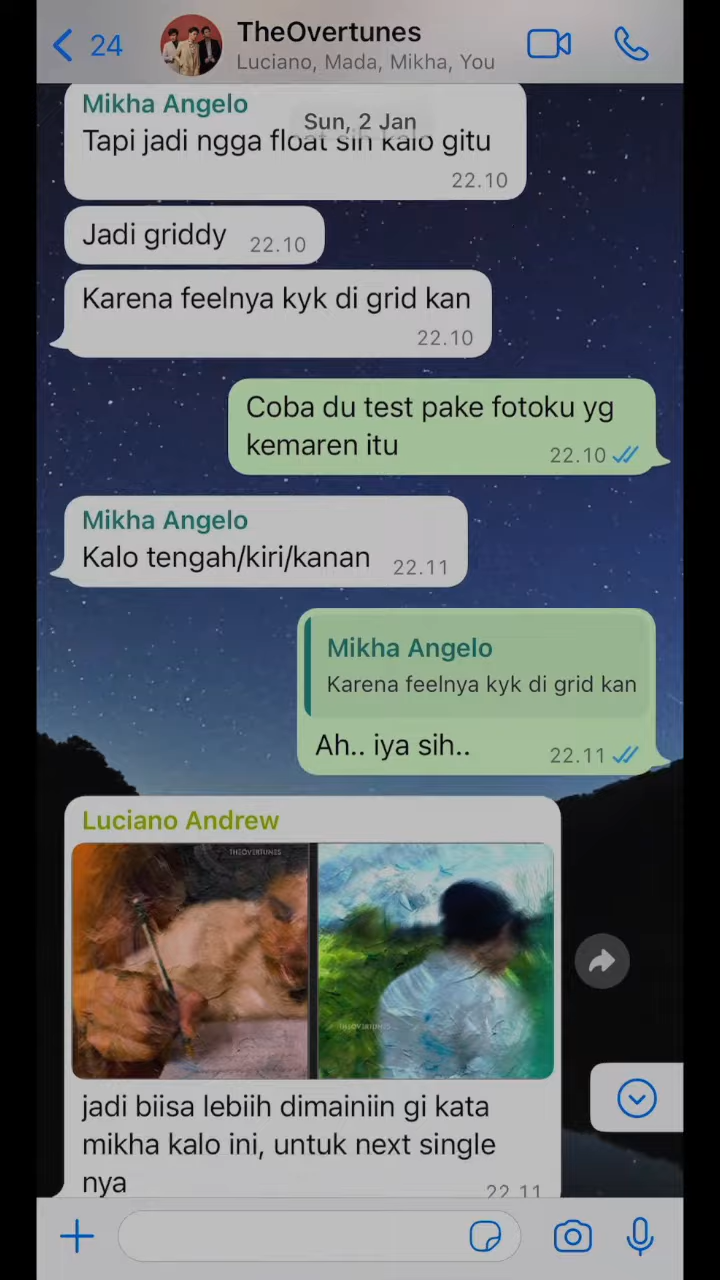 24
TheOvertunes
Luciano, Mada, Mikha, You
Mikha Angelo
Sun, 2 Jan
Tapi jadi ngga float sih kalo gitu
22.10
Jadi griddy 22.10
Karena feelnya kyk di grid kan
22.10
Coba du test pake fotoku yg
kemaren itu 22.10
Mikha Angelo
Kalo tengah/kiri/kanan 22.11
Mikha Angelo
Karena feelnya kyk di grid kan
Ah.. iya sih.. 22.11
Luciano Andrew
THEOVERTUNES
THEOVERTUNES
jadi biisa lebiih dimainiin gi kata
mikha kalo ini, untuk next single
nya 22.11